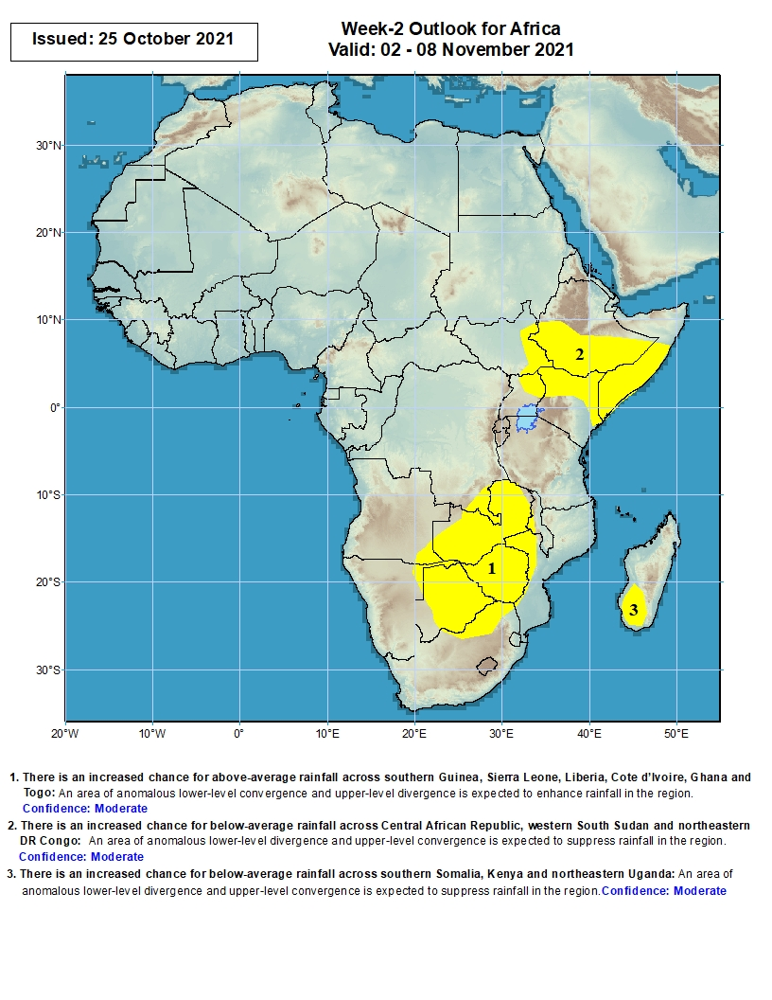 Issued: 25 October 2021
Week-2 Outlook for Africa
Valid: 02 - 08 November 2021
30°N
20°N
10°N
0°
10°S
20°S
30°S
2
1
3
20°W
10°W
0°
10°E
20°E
30°E
40°E
50°E
1. There is an increased chance for above-average rainfall across southern Guinea, Sierra Leone, Liberia, Cote d'Ivoire, Ghana and
Togo: An area of anomalous lower-level convergence and upper-level divergence is expected to enhance rainfall in the region.
Confidence: Moderate
2. There is an increased chance for below-average rainfall across Central African Republic, western South Sudan and northeastern
DR Congo: An area of anomalous lower-level divergence and upper-level convergence is expected to suppress rainfall in the region.
Confidence: Moderate
3. There is an increased chance for below-average rainfall across southern Somalia, Kenya and northeastern Uganda: An area of
anomalous lower-level divergence and upper-level convergence is expected to suppress rainfall in the region. Confidence: Moderate